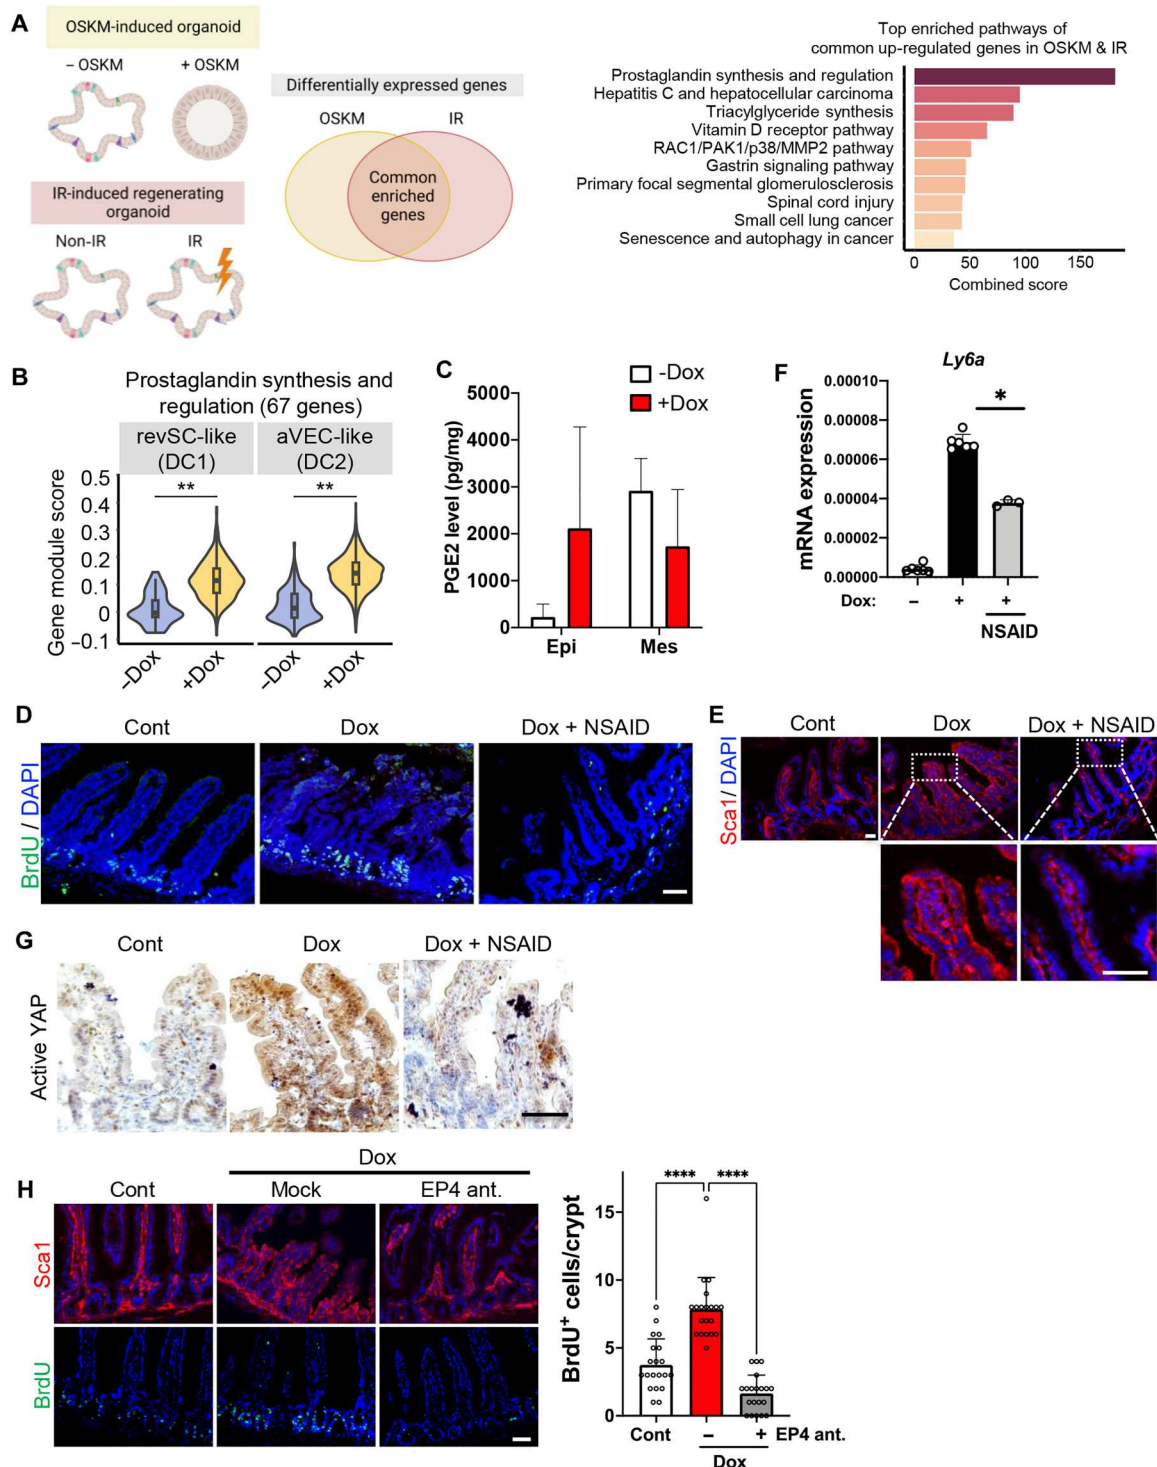 A
OSKM-induced organoid
– OSKM
+ OSKM
IR-induced regenerating
organoid
Non-IR
IR
Differentially expressed genes
OSKM
IR
Common
enriched
genes
Top enriched pathways of
common up-regulated genes in OSKM & IR
Prostaglandin synthesis and regulation
Hepatitis C and hepatocellular carcinoma
Triacylglyceride synthesis
Vitamin D receptor pathway
RAC1/PAK1/p38/MMP2 pathway
Gastrin signaling pathway
Primary focal segmental glomerulosclerosis
Spinal cord injury
Small cell lung cancer
Senescence and autophagy in cancer
0 50 100 150
Combined score
B
Prostaglandin synthesis and
regulation (67 genes)
revSC-like
(DC1)
aVEC-like
(DC2)
Gene module score
0.5
0.4
0.3
0.2
0.1
0
–0.1
**
**
–Dox
+Dox
–Dox
+Dox
C
-Dox
+Dox
PGE2 level (pg/mg)
5000
4000
3000
2000
1000
0
Epi
Mes
F
Ly6a
mRNA expression
0.00010
0.00008
0.00006
0.00004
0.00002
0.00000
*
Dox: – + +
NSAID
D
Cont
Dox
Dox + NSAID
BrdU / DAPI
E
Cont
Dox
Dox + NSAID
Sca1/ DAPI
G
Cont
Dox
Dox + NSAID
Active YAP
H
Dox
Cont
Mock
EP4 ant.
Sca1
BrdU
BrdU+ cells/crypt
15
10
5
0
****
****
Cont – + EP4 ant.
Dox